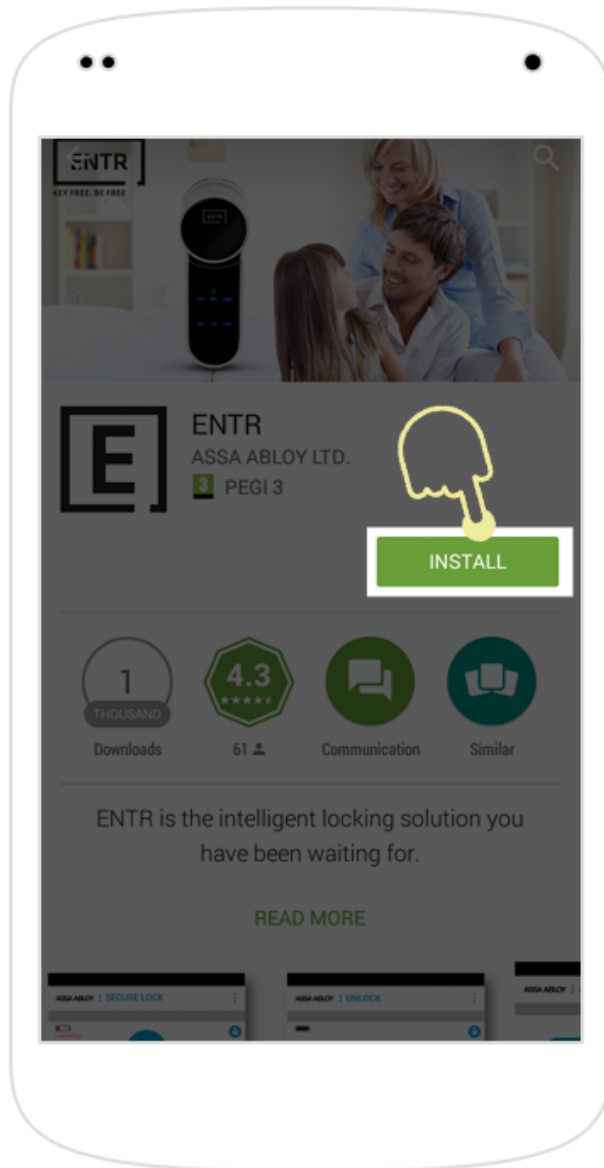 ENTR
KEY FREE. BE FREE
ENTR
E
ENTR
ASSA ABLOY LTD.
3 PEGI 3
INSTALL
1
THOUSAND
Downloads
4.3
61
Communication
Similar
ENTR is the intelligent locking solution you
have been waiting for.
READ MORE
ASSA ABLOY | SECURE LOCK
ASSA ABLOY | UNLOCK
ASSA ABLOY |